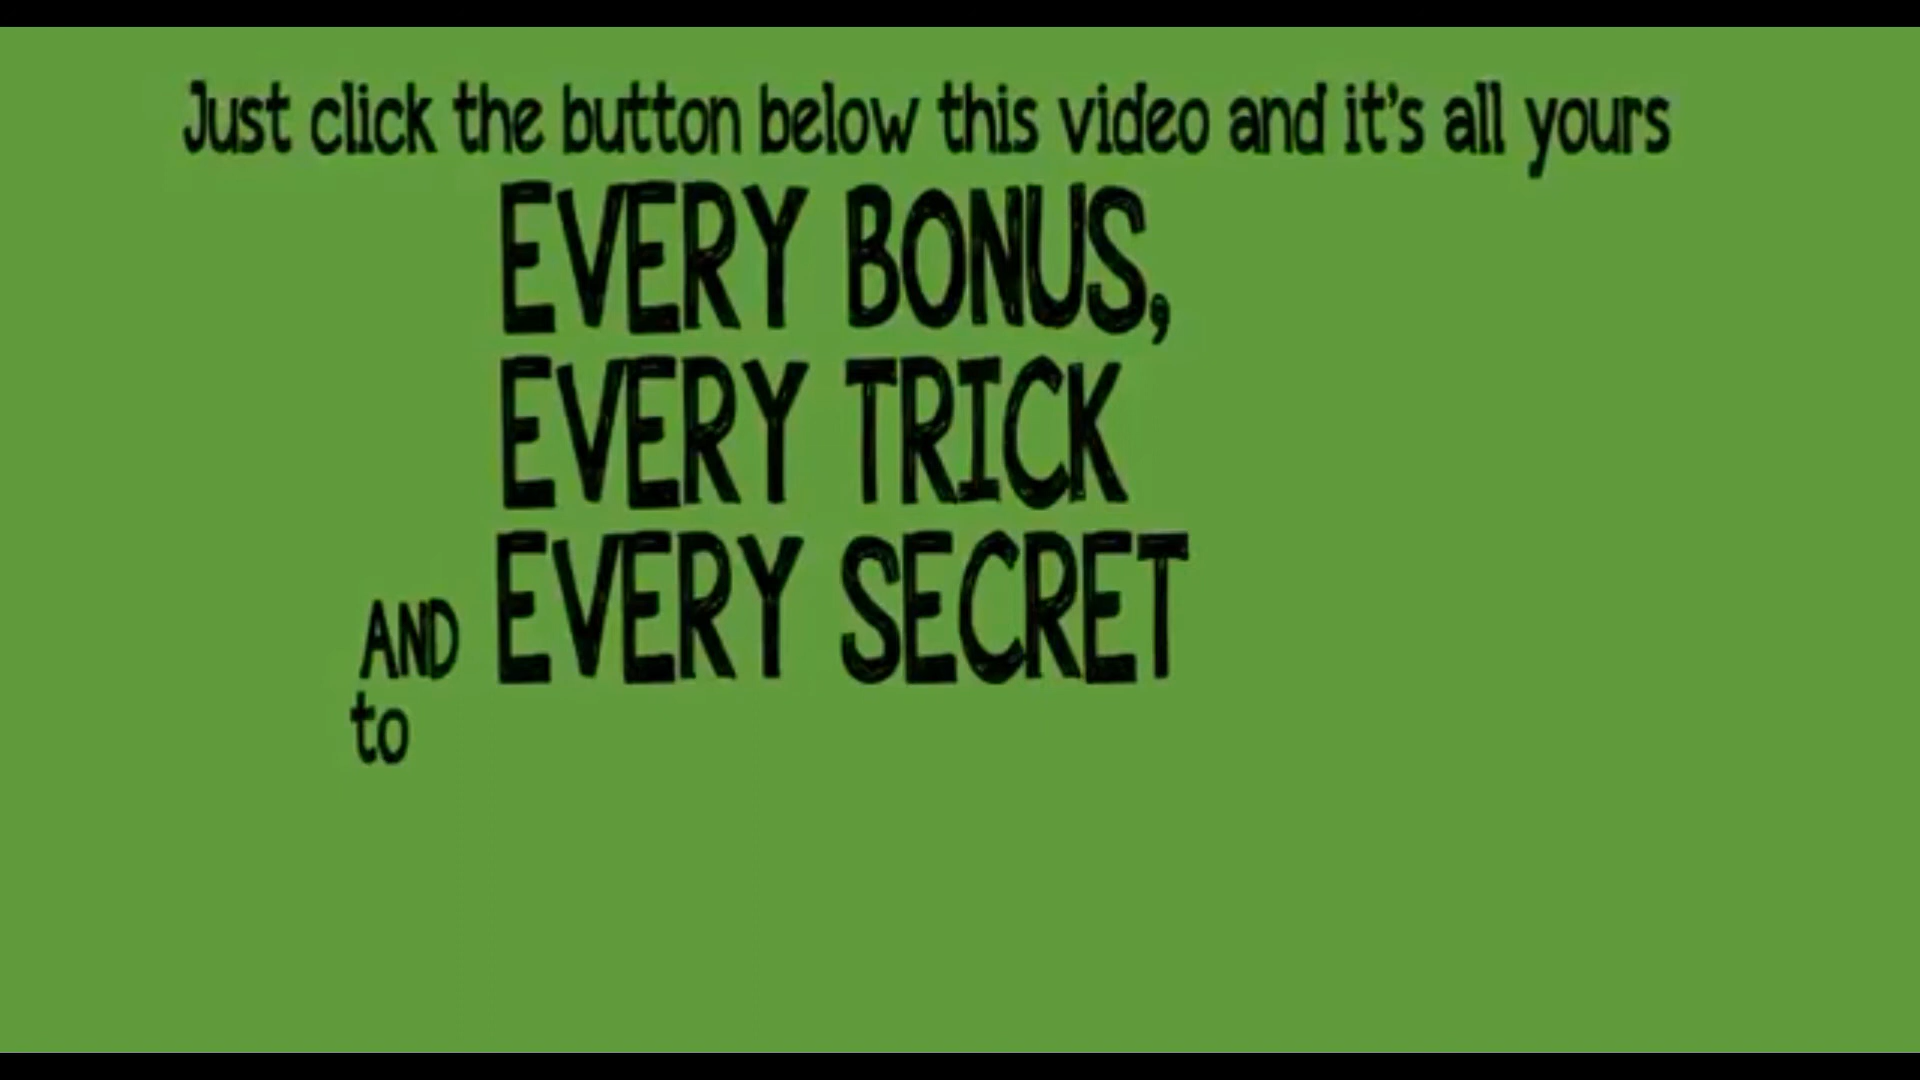 Just click the button below this video and it's all yours
EVERY BONUS,
EVERY TRICK
AND EVERY SECRET
to